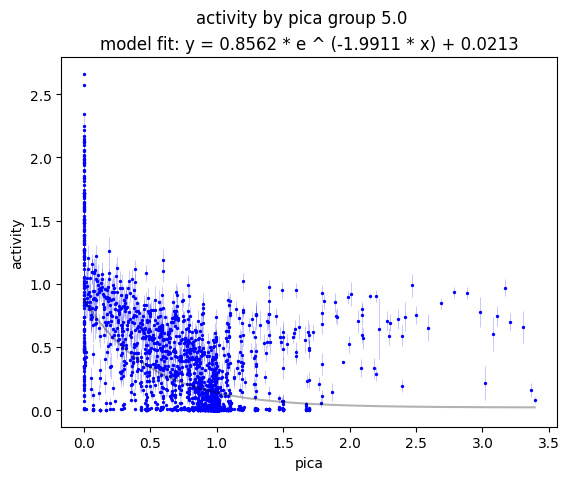 activity by pica group 5.0
model fit: y = 0.8562 * e ^ (-1.9911 * x) + 0.0213
activity
2.5
2.0
1.5
1.0
0.5
0.0
0.0 0.5 1.0 1.5 2.0 2.5 3.0 3.5
pica